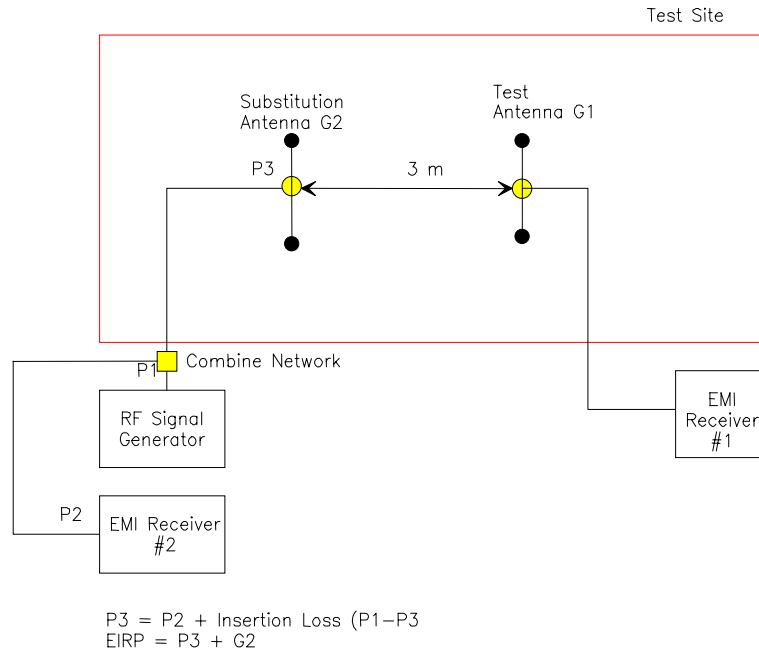 Test Site
Substitution
Antenna G2
Test
Antenna G1
P3
3 m
Combine Network
P1
RF Signal
Generator
EMI
Receiver
#1
P2
EMI Receiver
#2
P3 = P2 + Insertion Loss (P1-P3
EIRP = P3 + G2